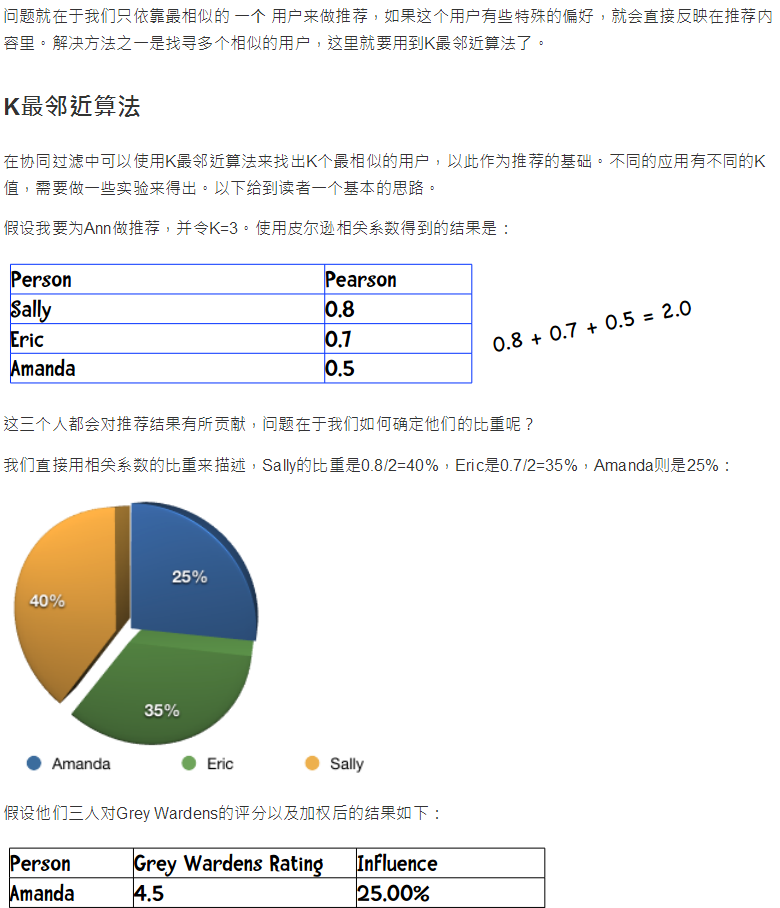 问题就在于我们只依靠最相似的 一个 用户来做推荐，如果这个用户有些特殊的偏好，就会直接反映在推荐内
容里。解决方法之一是找寻多个相似的用户，这里就要用到K最邻近算法了。
K最邻近算法
在协同过滤中可以使用K最邻近算法来找出K个最相似的用户，以此作为推荐的基础。不同的应用有不同的K
值，需要做一些实验来得出。以下给到读者一个基本的思路。
假设我要为Ann做推荐，并令K=3。使用皮尔逊相关系数得到的结果是：
Person Pearson
Sally 0.8
Eric 0.7
Amanda 0.5
0.8 + 0.7 + 0.5 = 2.0
这三个人都会对推荐结果有所贡献，问题在于我们如何确定他们的比重呢？
我们直接用相关系数的比重来描述，Sally的比重是0.8/2=40%，Eric是0.7/2=35%，Amanda则是25%：
25%
40%
35%
Amanda Eric Sally
假设他们三人对Grey Wardens的评分以及加权后的结果如下：
Person Grey Wardens Rating Influence
Amanda 4.5 25.00%